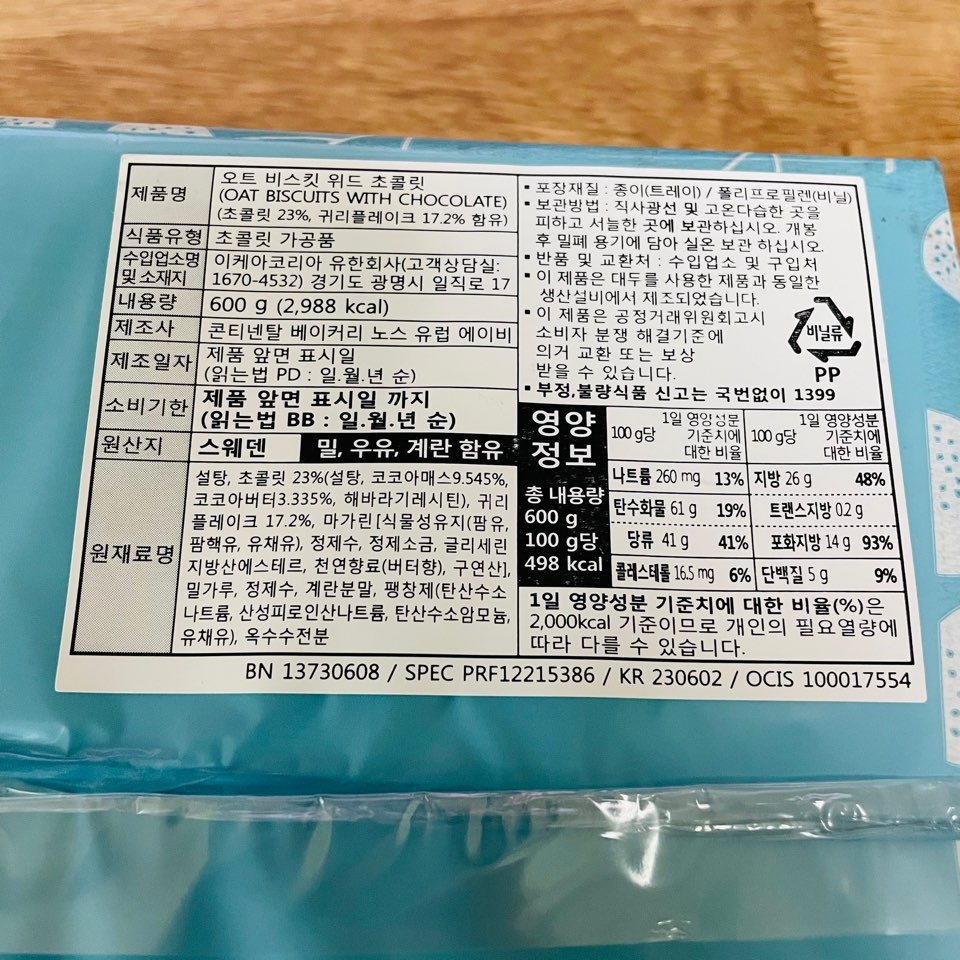 제품명
오트 비스킷 위드 초콜릿
(OAT BISCUITS WITH CHOCOLATE)
(초콜릿 23%, 귀리플레이크 17.2% 함유)
식품유형
초콜릿 가공품
수입업소명
및 소재지
이케아코리아 유한회사(고객상담실:
1670-4532) 경기도 광명시 일직로 17
내용량
600 g (2,988 kcal)
제조사
콘티넨탈 베이커리 노스 유럽 에이비
제조일자
제품 앞면 표시일
(읽는법 PD : 일.월.년 순)
소비기한
제품 앞면 표시일 까지
(읽는법 BB : 일.월.년 순)
원산지
스웨덴
밀, 우유, 계란 함유
원재료명
설탕, 초콜릿 23%(설탕, 코코아매스9.545%,
코코아버터3.335%, 해바라기레시틴), 귀리
플레이크 17.2%, 마가린[식물성유지(팜유,
팜핵유, 유채유), 정제수, 정제소금, 글리세린
지방산에스테르, 천연향료(버터향), 구연산],
밀가루, 정제수, 계란분말, 팽창제(탄산수소
나트륨, 산성피로인산나트륨, 탄산수소암모늄,
유채유), 옥수수전분
▪ 포장재질 : 종이(트레이) / 폴리프로필렌(비닐)
▪ 보관방법 : 직사광선 및 고온다습한 곳을
피하고 서늘한 곳에 보관하십시오. 개봉
후 밀폐 용기에 담아 실온 보관 하십시오.
▪ 반품 및 교환처 : 수입업소 및 구입처
▪ 이 제품은 대두를 사용한 제품과 동일한
생산설비에서 제조되었습니다.
▪ 이 제품은 공정거래위원회고시
소비자 분쟁 해결기준에
의거 교환 또는 보상
받을 수 있습니다.
▪ 부정,불량식품 신고는 국번없이 1399
비닐류
PP
영양
정보
총 내용량
600 g
100 g당
498 kcal
100 g당
1일 영양성분
기준치에
대한 비율
100 g당
1일 영양성분
기준치에
대한 비율
나트륨 260 mg 13% 지방 26 g 48%
탄수화물 61 g 19% 트랜스지방 0.2 g
당류 41 g 41% 포화지방 14 g 93%
콜레스테롤 16.5 mg 6% 단백질 5 g 9%
1일 영양성분 기준치에 대한 비율(%)은
2,000kcal 기준이므로 개인의 필요열량에
따라 다를 수 있습니다.
BN 13730608 / SPEC PRF12215386 / KR 230602 / OCIS 100017554